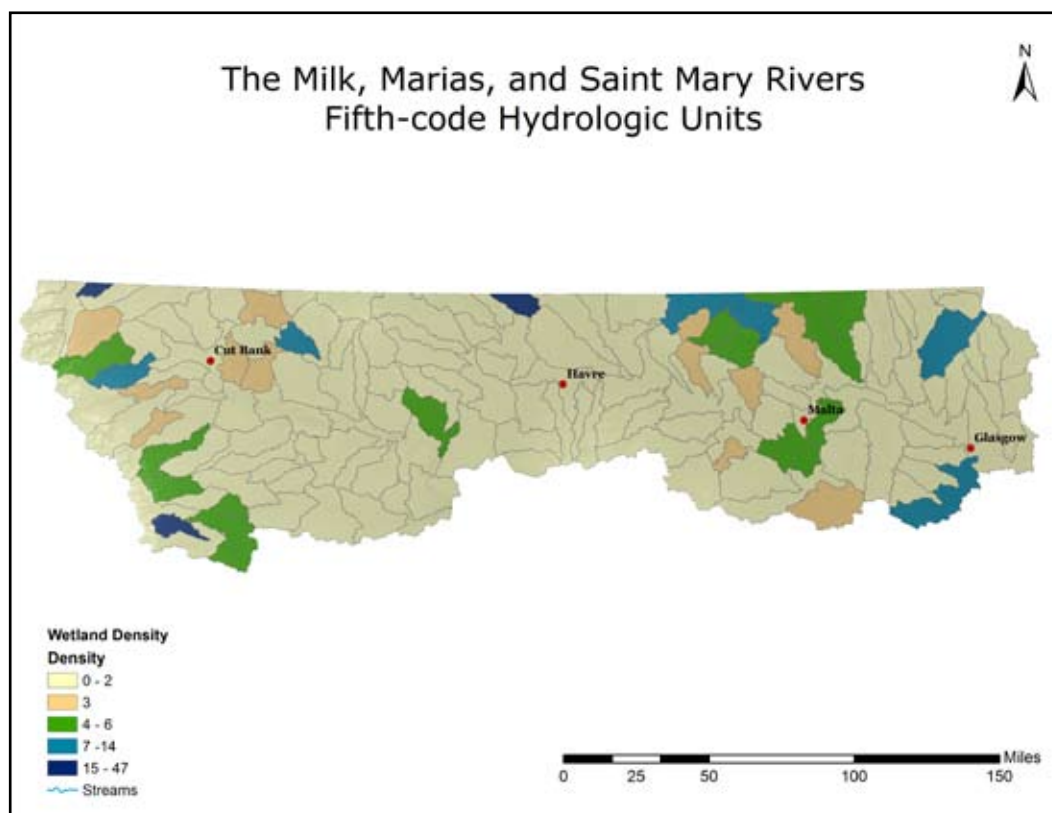 The Milk, Marias, and Saint Mary Rivers
Fifth-code Hydrologic Units
N
Cut Bank
Havre
Malta
Glasgow
Wetland Density
Density
0 - 2
3
4 - 6
7 -14
15 - 47
Streams
Miles
0 25 50 100 150